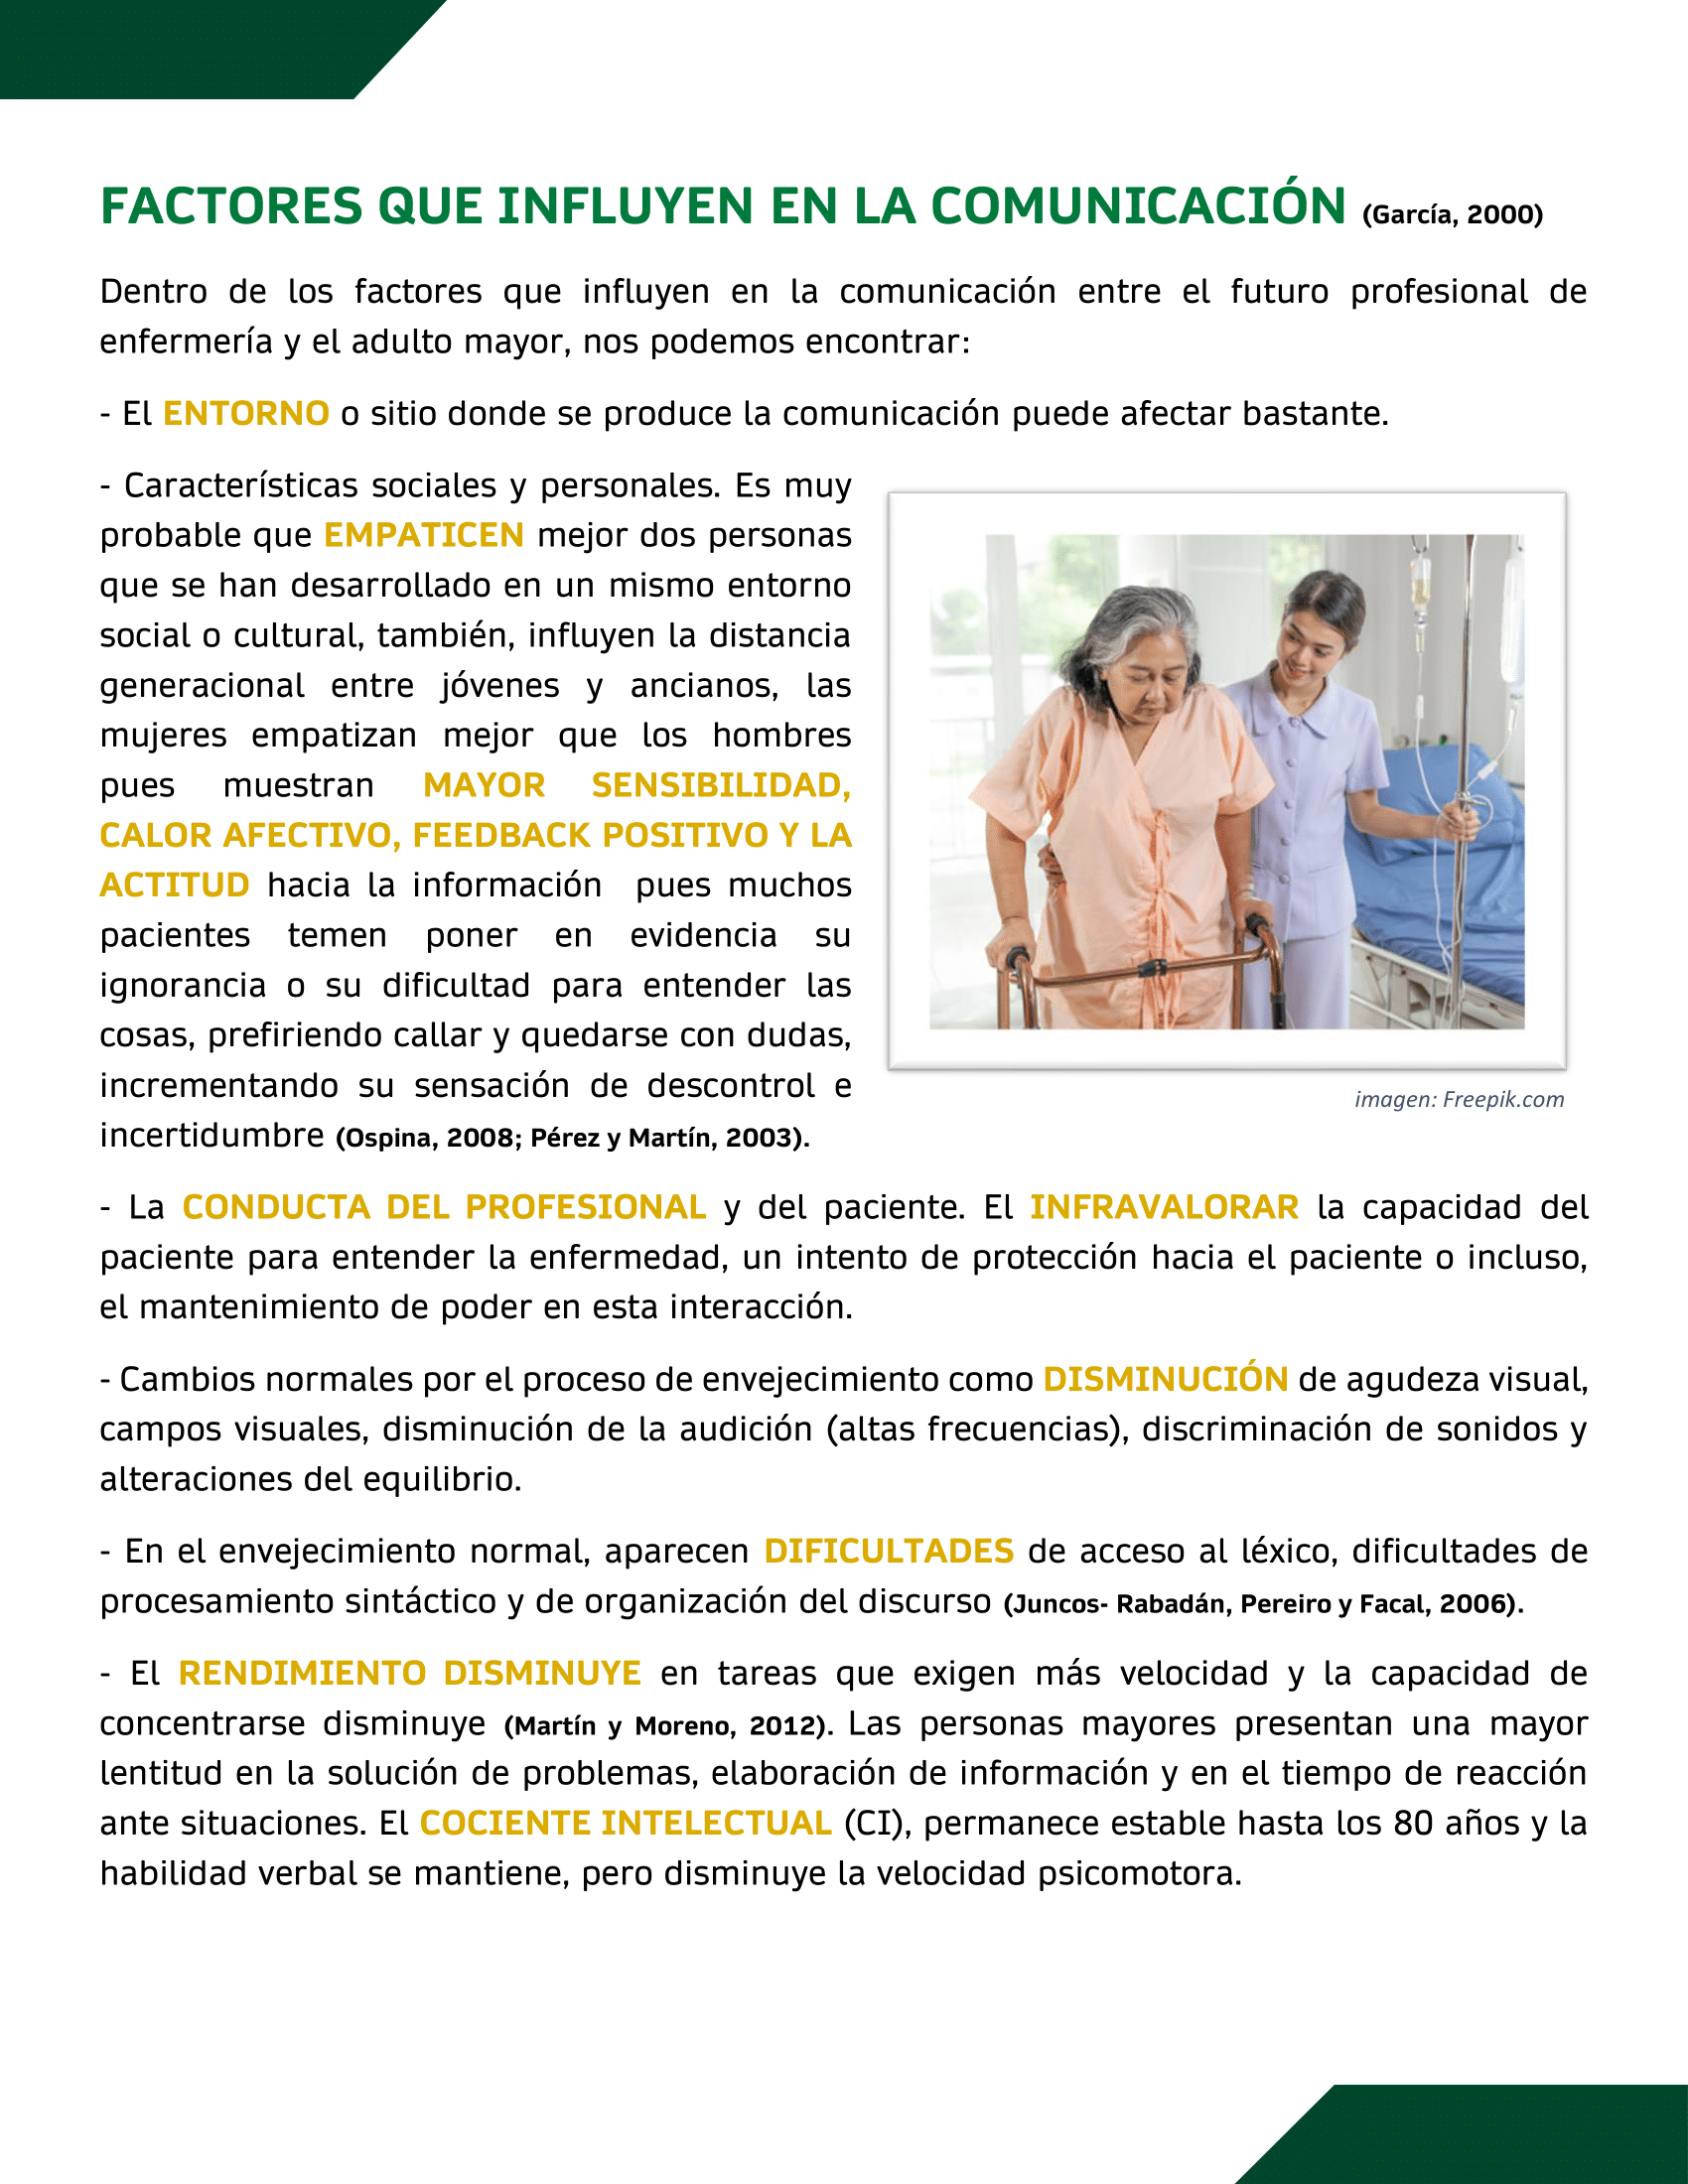 FACTORES QUE INFLUYEN EN LA COMUNICACIÓN (García, 2000)
Dentro de los factores que influyen en la comunicación entre el futuro profesional de
enfermería y el adulto mayor, nos podemos encontrar:
- El ENTORNO o sitio donde se produce la comunicación puede afectar bastante.
- Características sociales y personales. Es muy
probable que EMPATICEN mejor dos personas
que se han desarrollado en un mismo entorno
social o cultural, también, influyen la distancia
generacional entre jóvenes y ancianos, las
mujeres empatizan mejor que los hombres
pues muestran MAYOR SENSIBILIDAD,
CALOR AFECTIVO, FEEDBACK POSITIVO Y LA
ACTITUD hacia la información pues muchos
pacientes temen poner en evidencia su
ignorancia o su dificultad para entender las
cosas, prefiriendo callar y quedarse con dudas,
incrementando su sensación de descontrol e
incertidumbre (Ospina, 2008; Pérez y Martín, 2003).
imagen: Freepik.com
- La CONDUCTA DEL PROFESIONAL y del paciente. El INFRAVALORAR la capacidad del
paciente para entender la enfermedad, un intento de protección hacia el paciente o incluso,
el mantenimiento de poder en esta interacción.
- Cambios normales por el proceso de envejecimiento como DISMINUCIÓN de agudeza visual,
campos visuales, disminución de la audición (altas frecuencias), discriminación de sonidos y
alteraciones del equilibrio.
- En el envejecimiento normal, aparecen DIFICULTADES de acceso al léxico, dificultades de
procesamiento sintáctico y de organización del discurso (Juncos- Rabadán, Pereiro y Facal, 2006).
- El RENDIMIENTO DISMINUYE en tareas que exigen más velocidad y la capacidad de
concentrarse disminuye (Martín y Moreno, 2012). Las personas mayores presentan una mayor
lentitud en la solución de problemas, elaboración de información y en el tiempo de reacción
ante situaciones. El COCIENTE INTELECTUAL (CI), permanece estable hasta los 80 años y la
habilidad verbal se mantiene, pero disminuye la velocidad psicomotora.